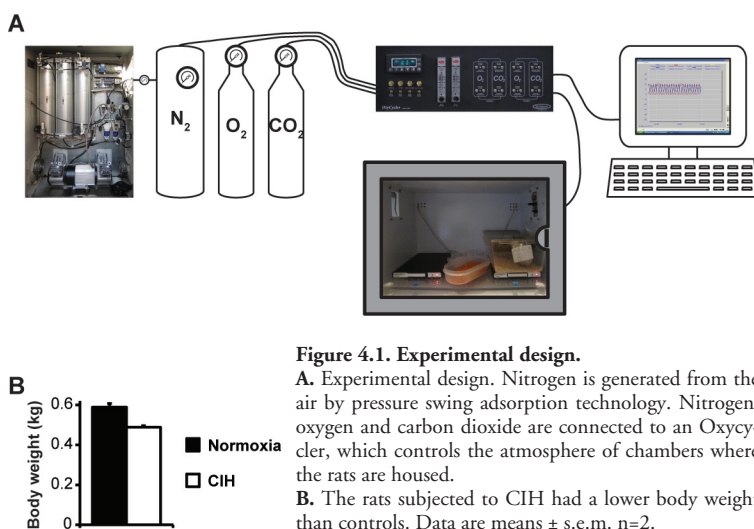 A
N2
O2
CO2
OxyCycler
O2
CO2
O2
CO2
Figure 4.1. Experimental design.
A. Experimental design. Nitrogen is generated from the
air by pressure swing adsorption technology. Nitrogen
oxygen and carbon dioxide are connected to an Oxycy-
cler, which controls the atmosphere of chambers where
the rats are housed.
B. The rats subjected to CIH had a lower body weight
than controls. Data are means ± s.e.m. n=2.
B
Body weight (kg)
0.6
0.4
0.2
0
Normoxia
CIH